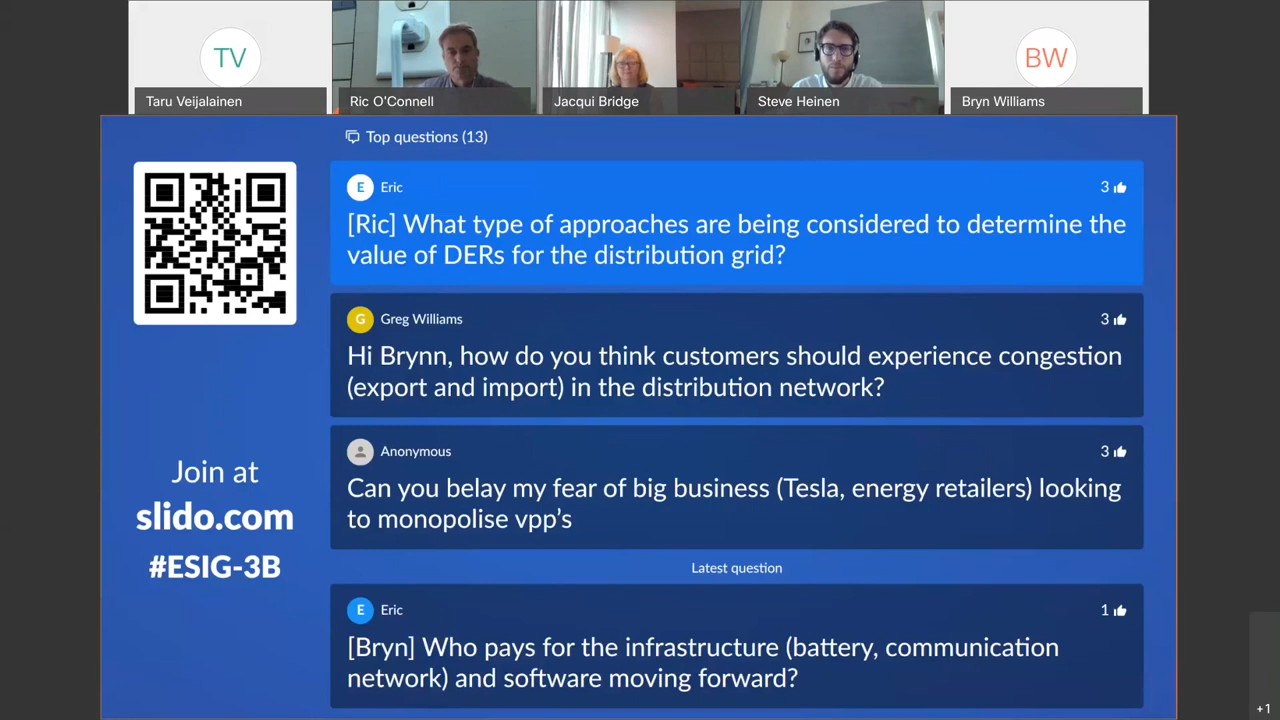 TV
BW
Taru Veijalainen
Ric O'Connell
Jacqui Bridge
Steve Heinen
Bryn Williams
Top questions (13)
E Eric 3
[Ric] What type of approaches are being considered to determine the
value of DERs for the distribution grid?
G Greg Williams 3
Hi Brynn, how do you think customers should experience congestion
(export and import) in the distribution network?
Anonymous 3
Can you belay my fear of big business (Tesla, energy retailers) looking
to monopolise vpp's
Latest question
E Eric 1
[Bryn] Who pays for the infrastructure (battery, communication
network) and software moving forward?
Join at
slido.com
#ESIG-3B
+1